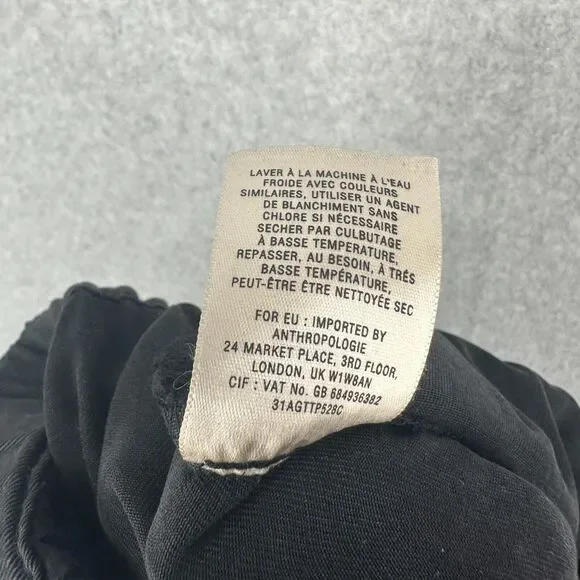 LAVER À LA MACHINE À L'EAU
FROIDE AVEC COULEURS
SIMILAIRES, UTILISER UN AGENT
DE BLANCHIMENT SANS
CHLORE SI NÉCESSAIRE
SECHER PAR CULBUTAGE
À BASSE TEMPERATURE,
REPASSER, AU BESOIN, À TRÉS
BASSE TEMPÉRATURE,
PEUT-ÊTRE ÊTRE NETTOYÉE SEC
FOR EU : IMPORTED BY
ANTHROPOLOGIE
24 MARKET PLACE, 3RD FLOOR,
LONDON, UK W1W8AN
CIF : VAT No. GB 684936382
31AGTTP528C